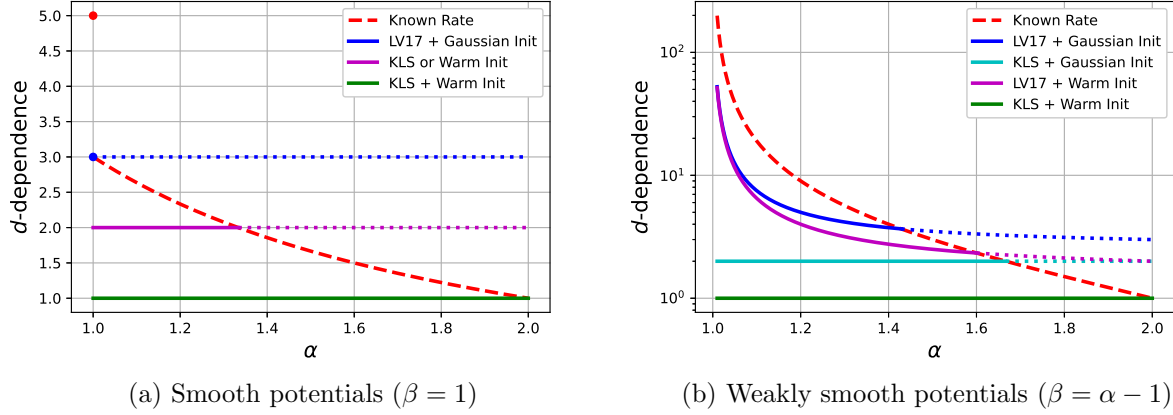 5.0
4.5
4.0
3.5
3.0
2.5
2.0
1.5
1.0
d-dependence
1.0 1.2 1.4 1.6 1.8 2.0
α
Known Rate
LV17 + Gaussian Init
KLS or Warm Init
KLS + Warm Init
(a) Smooth potentials (β = 1)
10²
10¹
10⁰
d-dependence
1.0 1.2 1.4 1.6 1.8 2.0
α
Known Rate
LV17 + Gaussian Init
KLS + Gaussian Init
LV17 + Warm Init
KLS + Warm Init
(b) Weakly smooth potentials (β = α − 1)